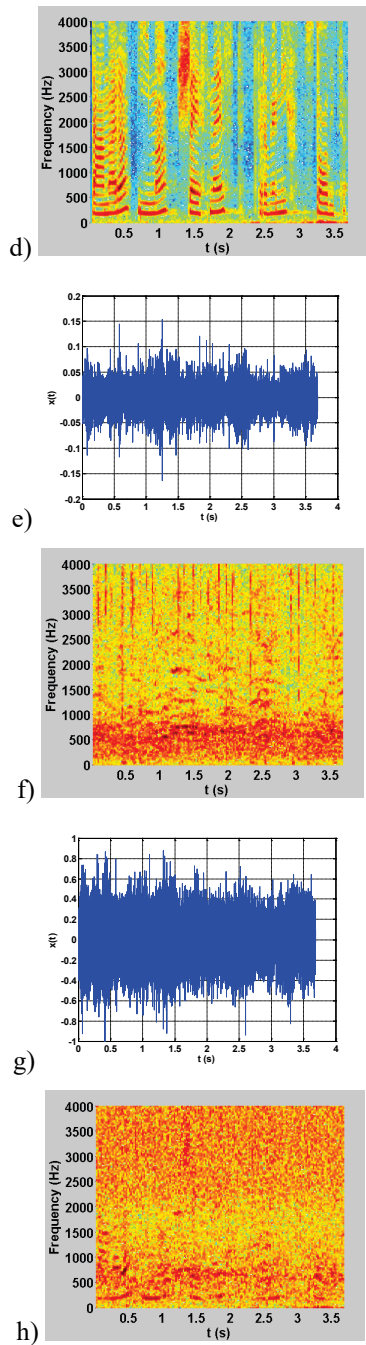 4000
3500
3000
2500
2000
1500
1000
500
0
Frequency (Hz)
0.5 1 1.5 2 2.5 3 3.5
t (s)
d)
0.2
0.15
0.1
0.05
0
-0.05
-0.1
-0.15
-0.2
x(t)
0 0.5 1 1.5 2 2.5 3 3.5 4
t (s)
e)
4000
3500
3000
2500
2000
1500
1000
500
0
Frequency (Hz)
0.5 1 1.5 2 2.5 3 3.5
t (s)
f)
1
0.8
0.6
0.4
0.2
0
-0.2
-0.4
-0.6
-0.8
-1
x(t)
0 0.5 1 1.5 2 2.5 3 3.5 4
t (s)
g)
4000
3500
3000
2500
2000
1500
1000
500
0
Frequency (Hz)
0.5 1 1.5 2 2.5 3 3.5
t (s)
h)